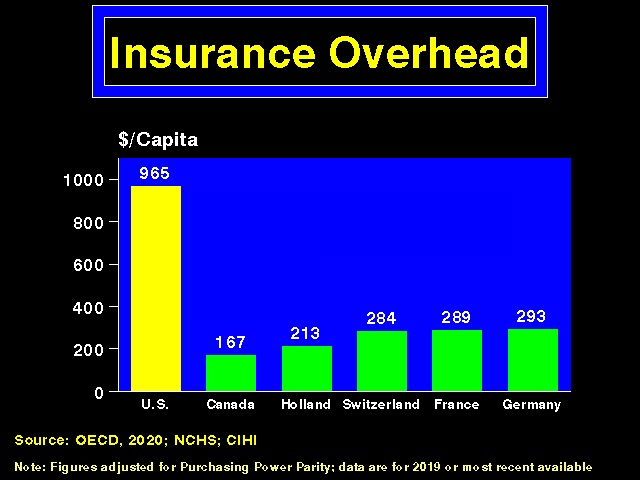 Insurance Overhead
$/Capita
1000
800
600
400
200
0
965
167
213
284
289
293
U.S.
Canada
Holland
Switzerland
France
Germany
Source: OECD, 2020; NCHS; CIHI
Note: Figures adjusted for Purchasing Power Parity; data are for 2019 or most recent available